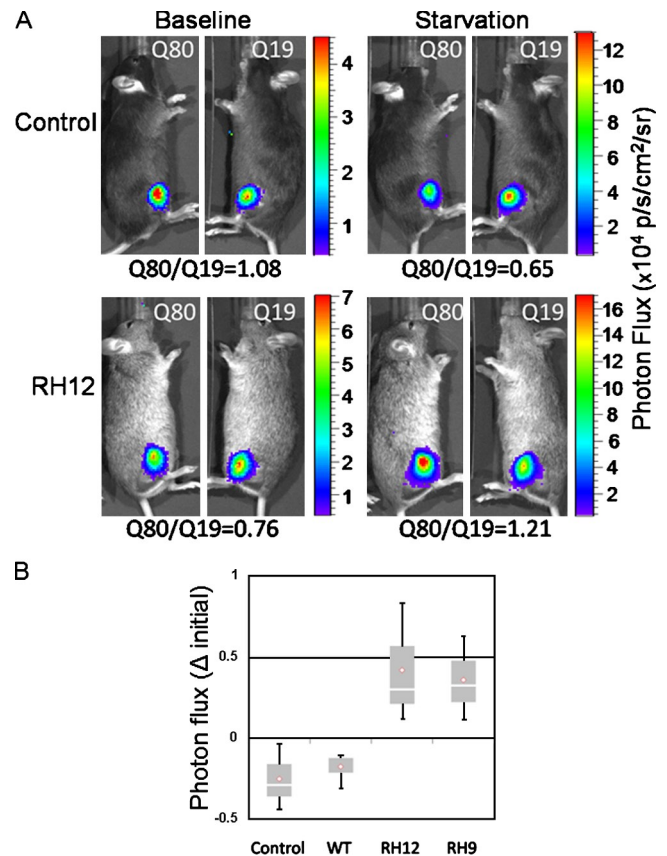 A Baseline Starvation
Control
Q80 Q19 Q80 Q19
4 3 2 1
12 10 8 6 4 2
Q80/Q19=1.08 Q80/Q19=0.65
RH12
Q80 Q19 Q80 Q19
7 6 5 4 3 2 1
16 14 12 10 8 6 4 2
Q80/Q19=0.76 Q80/Q19=1.21
Photon Flux (x10⁴ p/s/cm²/sr)
B
Photon flux (Δ initial)
1
0.5
0
-0.5
Control WT RH12 RH9